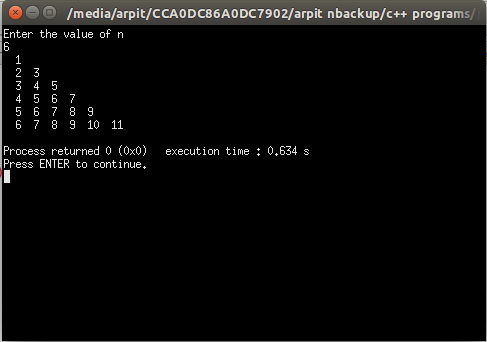 /media/arpit/CCA0DC86A0DC7902/arpit nbackup/c++ programs/
Enter the value of n
6
1
2 3
3 4 5
4 5 6 7
5 6 7 8 9
6 7 8 9 10 11
Process returned 0 (0x0) execution time : 0.634 s
Press ENTER to continue.